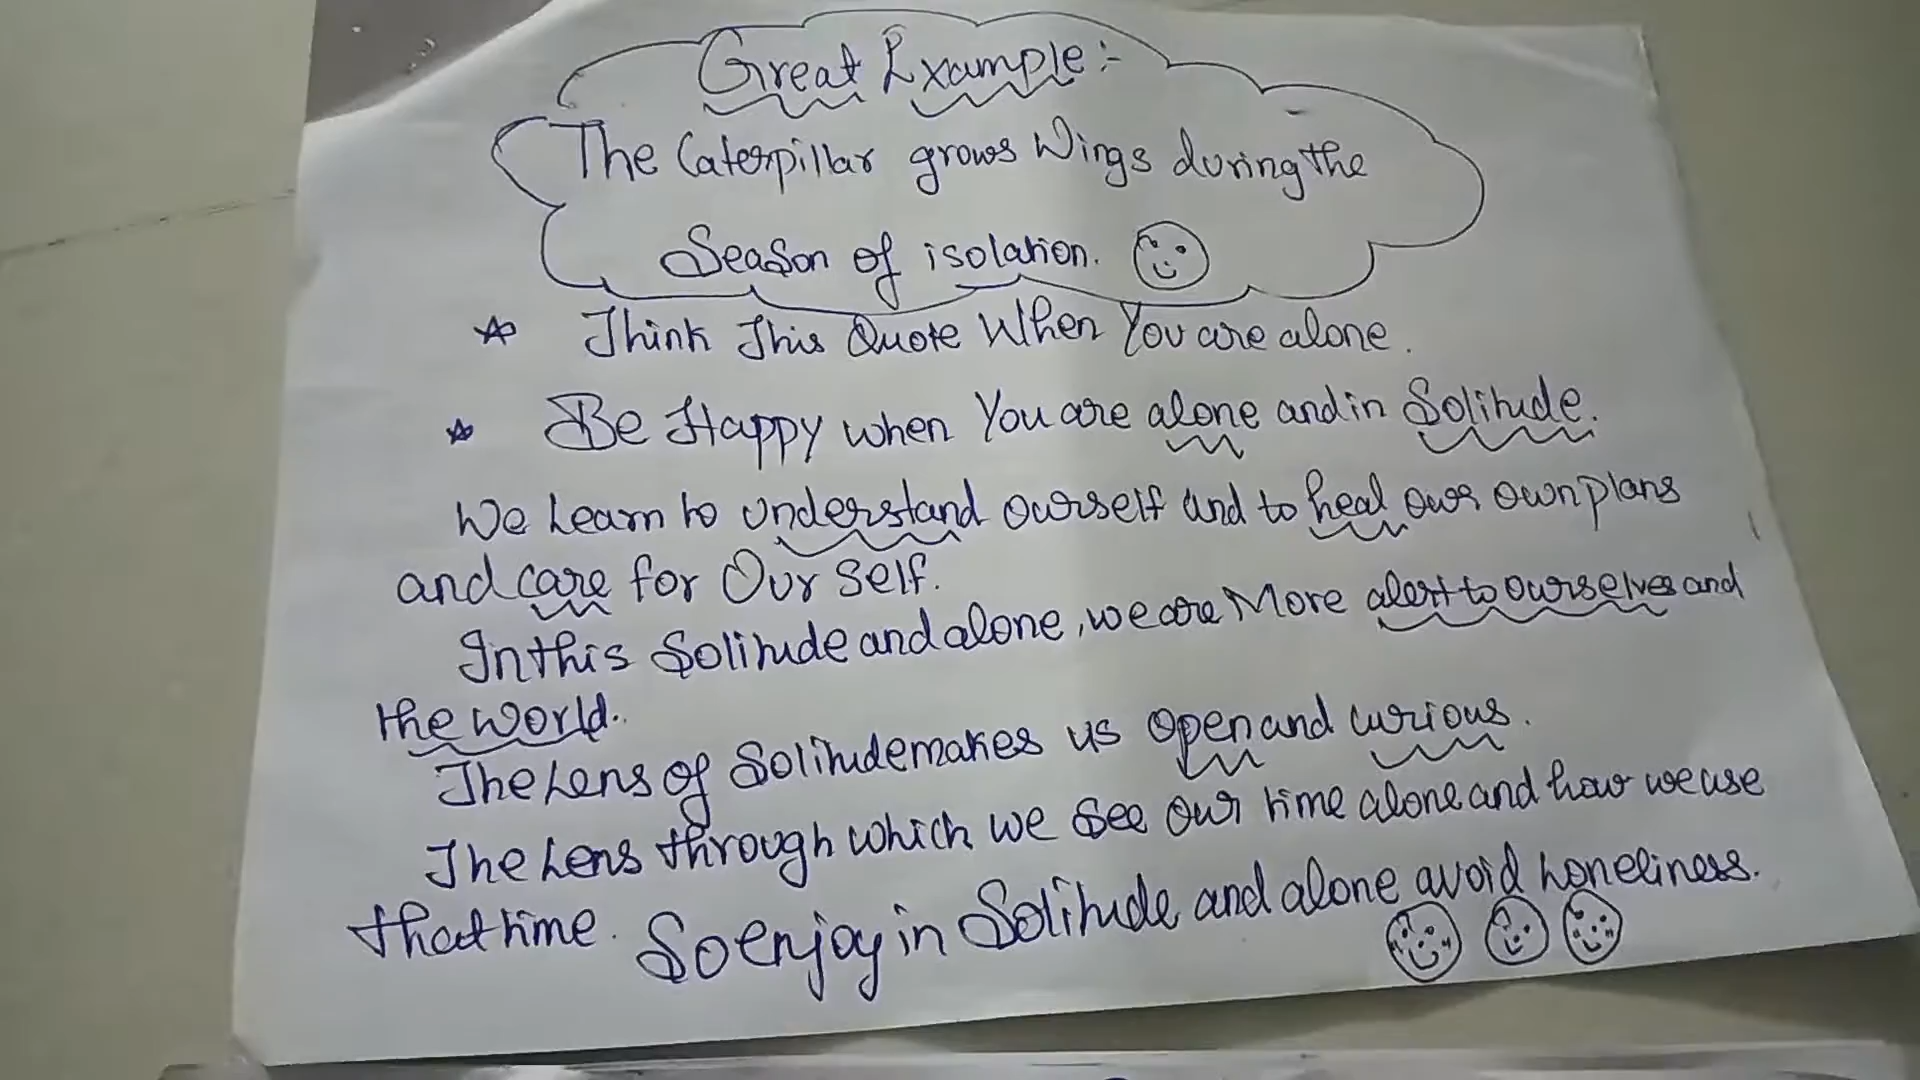 Great Example:-
The Caterpillar grows Wings during the
Season of isolation.
Think This Quote When You are alone.
Be Happy when You are alone and in Solitude.
We Learn to understand ourself and to heal our own plans
and care for Our self.
In this Solitude and alone, we are More alert to ourselves and
the world.
The Lens of Solitude makes us open and curious.
The Lens through which we see our time alone and how we use
that time. So enjoy in Solitude and alone avoid Loneliness.